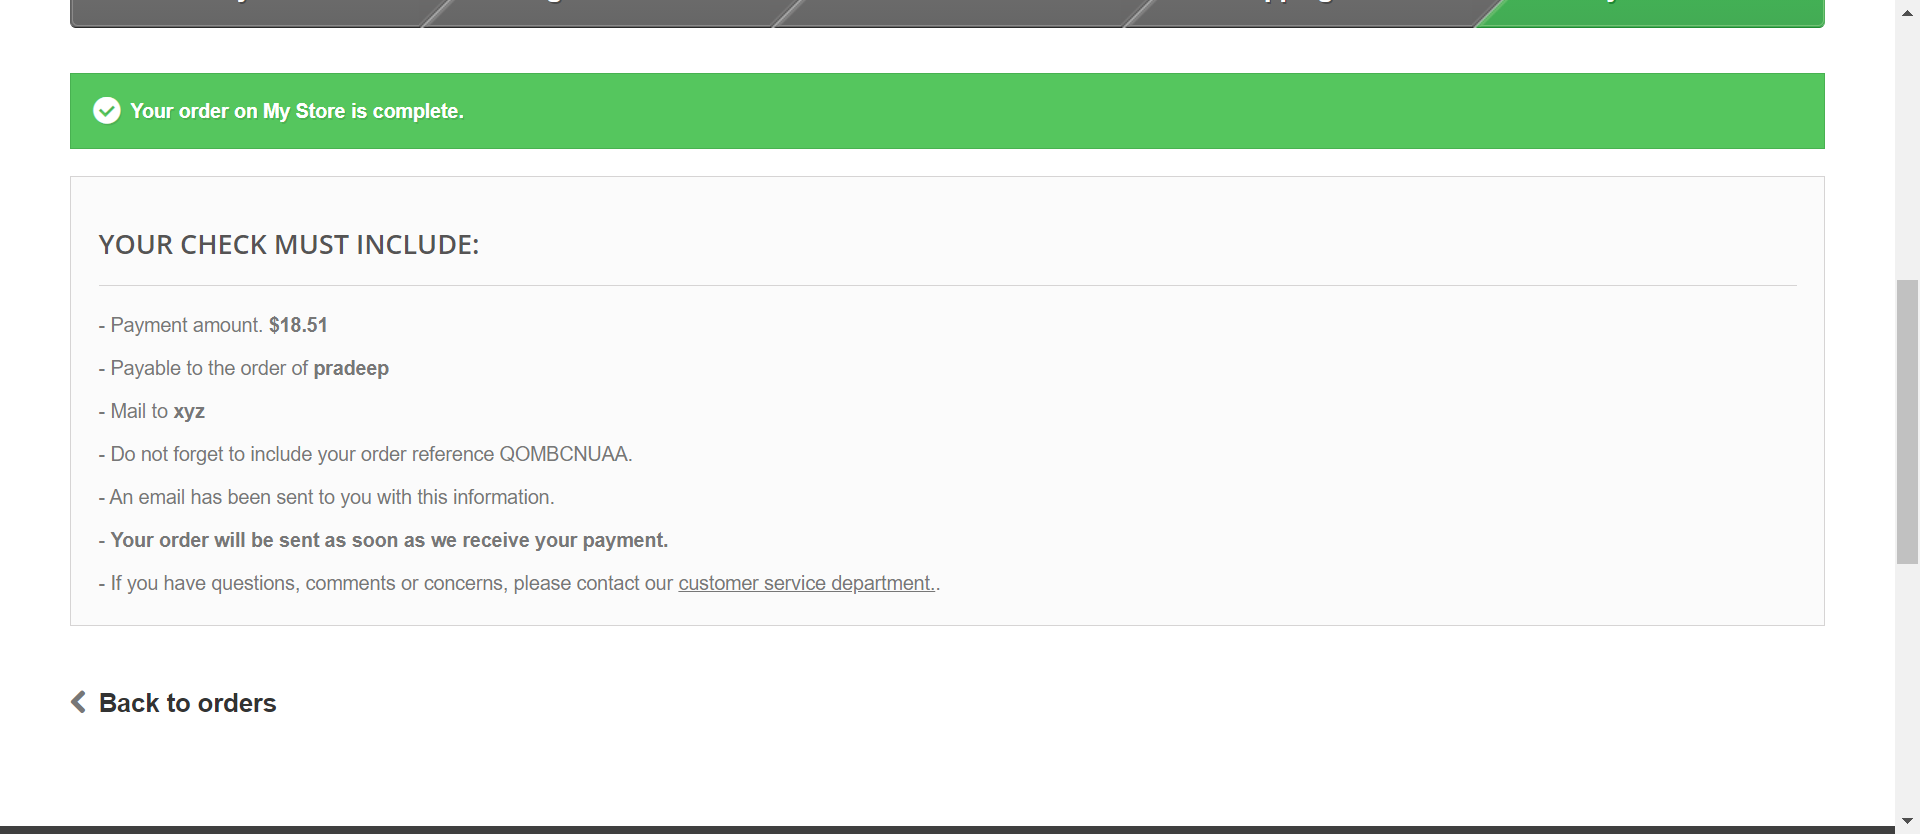 Your order on My Store is complete.
YOUR CHECK MUST INCLUDE:
- Payment amount. $18.51
- Payable to the order of pradeep
- Mail to xyz
- Do not forget to include your order reference QOMBCNUAA.
- An email has been sent to you with this information.
- Your order will be sent as soon as we receive your payment.
- If you have questions, comments or concerns, please contact our customer service department..
Back to orders